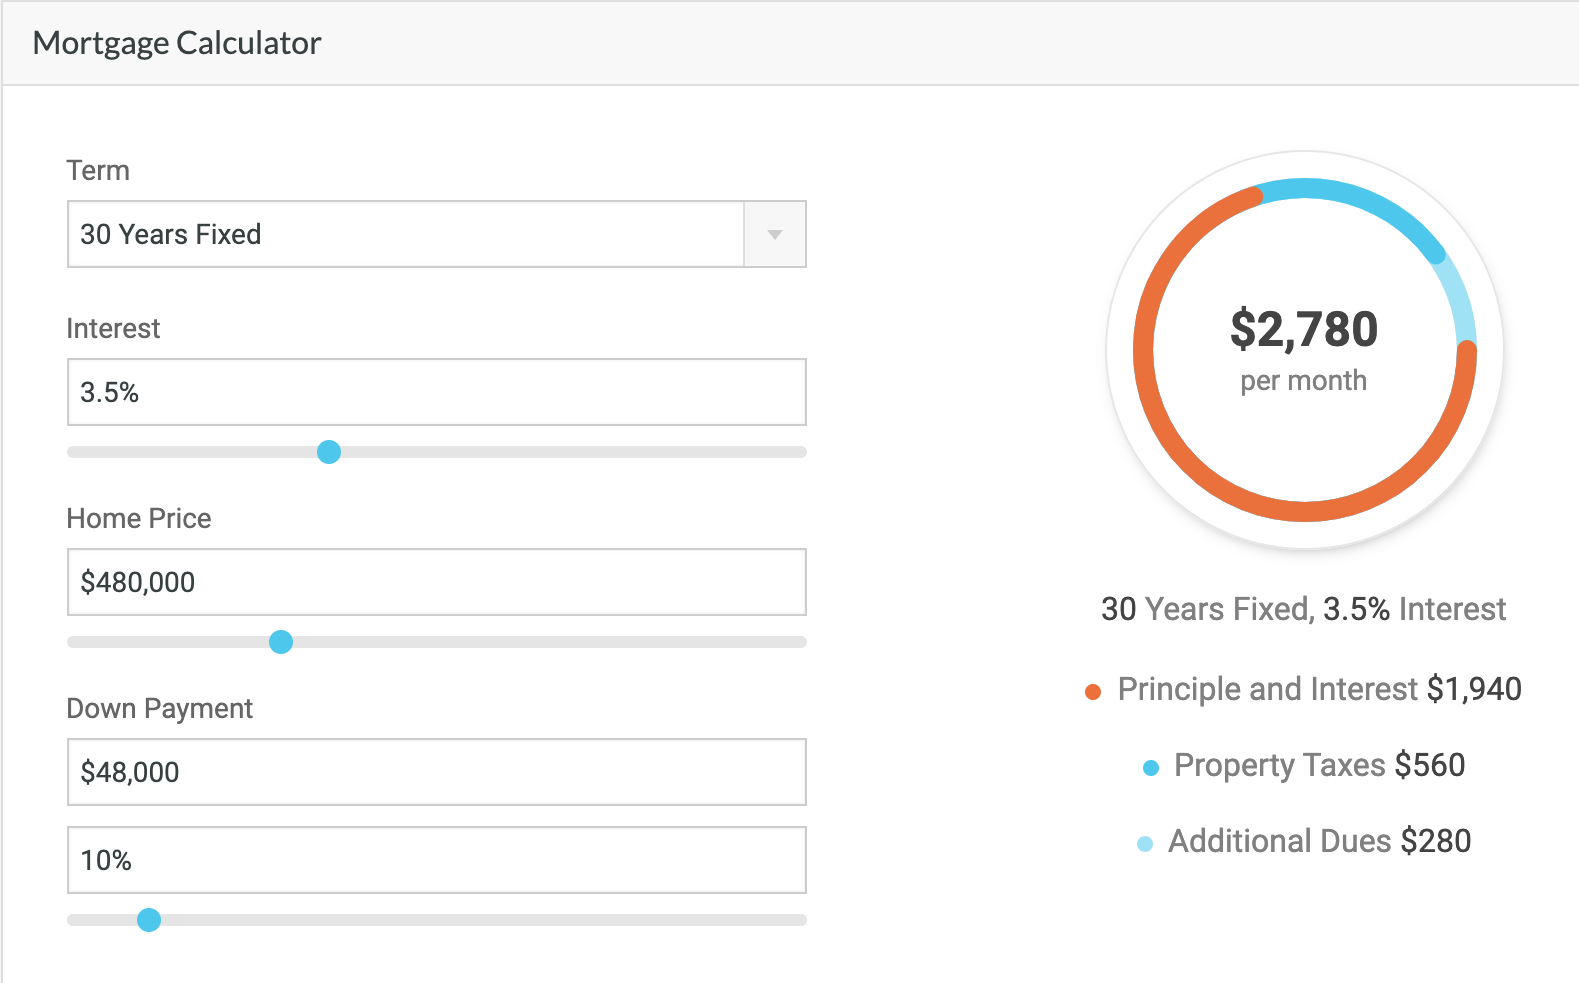 Mortgage Calculator
Term
30 Years Fixed
Interest
3.5%
Home Price
$480,000
Down Payment
$48,000
10%
$2,780
per month
30 Years Fixed, 3.5% Interest
Principle and Interest $1,940
Property Taxes $560
Additional Dues $280